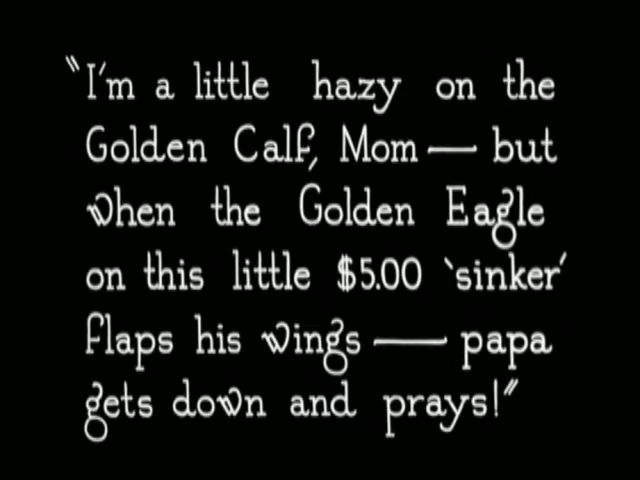 "I'm a little hazy on the
Golden Calf, Mom — but
when the Golden Eagle
on this little $5.00 'sinker'
flaps his wings — papa
gets down and prays!"